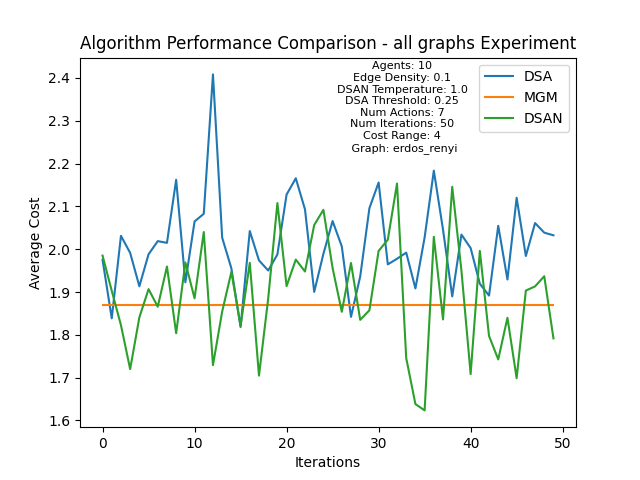 Algorithm Performance Comparison - all graphs Experiment
Agents: 10
Edge Density: 0.1
DSAN Temperature: 1.0
DSA Threshold: 0.25
Num Actions: 7
Num Iterations: 50
Cost Range: 4
Graph: erdos_renyi
DSA
MGM
DSAN
Average Cost
2.4
2.3
2.2
2.1
2.0
1.9
1.8
1.7
1.6
0 10 20 30 40 50
Iterations